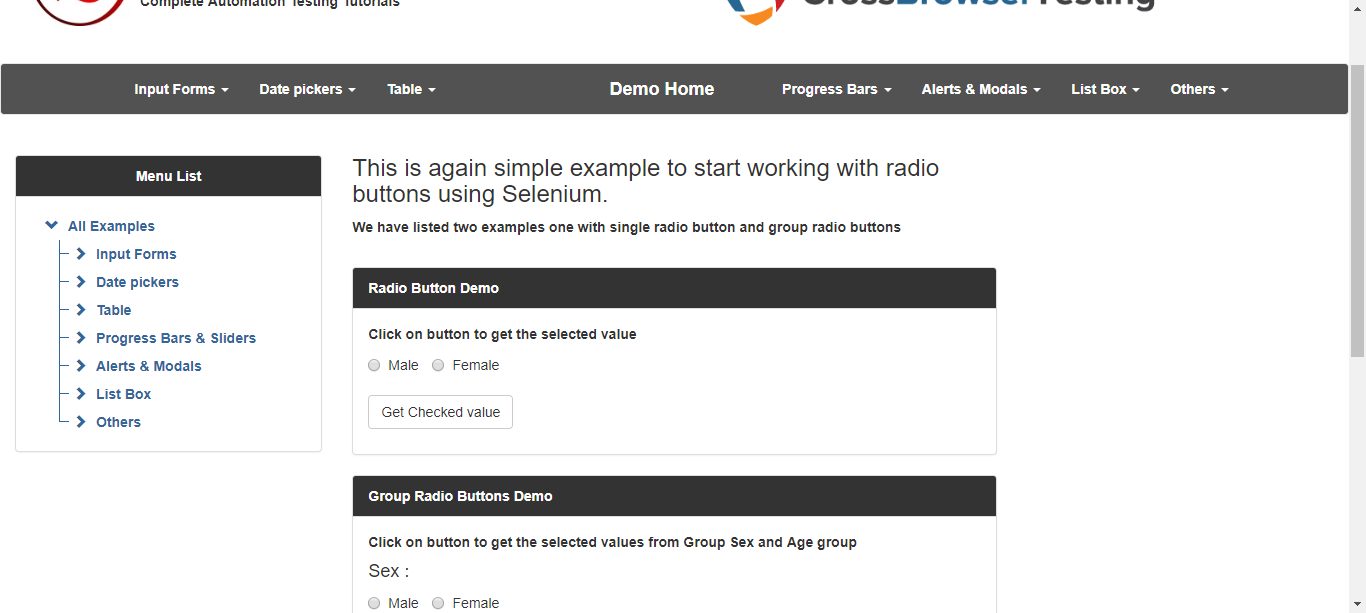 Complete Automation Testing Tutorials
CrossBrowserTesting
Input Forms Date pickers Table Demo Home Progress Bars Alerts & Modals List Box Others
Menu List
All Examples
Input Forms
Date pickers
Table
Progress Bars & Sliders
Alerts & Modals
List Box
Others
This is again simple example to start working with radio
buttons using Selenium.
We have listed two examples one with single radio button and group radio buttons
Radio Button Demo
Click on button to get the selected value
Male Female
Get Checked value
Group Radio Buttons Demo
Click on button to get the selected values from Group Sex and Age group
Sex :
Male Female